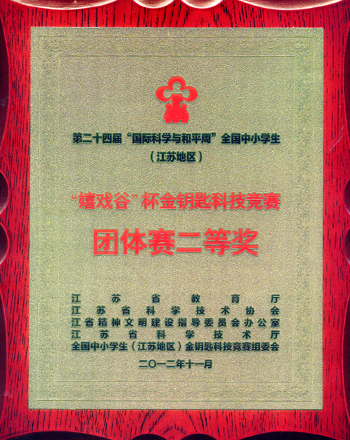 第二十四届“国际科学与和平周”全国中小学生
（江苏地区）
“嬉戏谷”杯金钥匙科技竞赛
团体赛二等奖
江苏省教育厅
江苏省科学技术协会
江省精神文明建设指导委员会办公室
江苏省科学技术厅
全国中小学生（江苏地区）金钥匙科技竞赛组委会
二〇一二年十一月